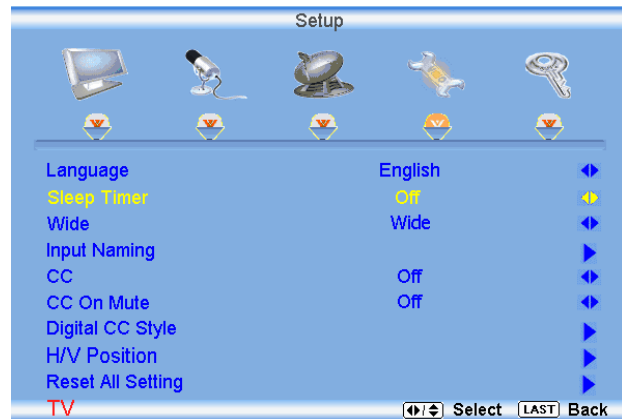 Setup
Language English
Sleep Timer Off
Wide Wide
Input Naming
CC Off
CC On Mute Off
Digital CC Style
H/V Position
Reset All Setting
TV Select LAST Back